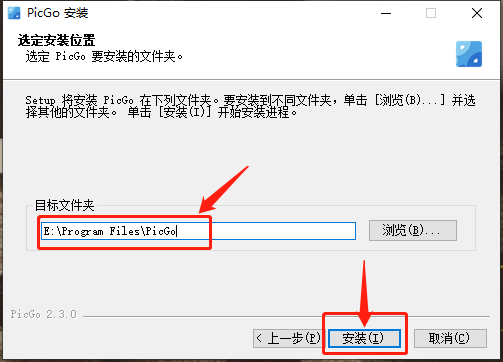 PicGo 安装
选定安装位置
选定 PicGo 要安装的文件夹。
Setup 将安装 PicGo 在下列文件夹。要安装到不同文件夹,单击 [浏览(B)...] 并选
择其他的文件夹。 单击 [安装(I)] 开始安装进程。
目标文件夹
E:\Program Files\PicGo
浏览(B)...
PicGo 2.3.0
< 上一步(P)
安装(I)
取消(C)